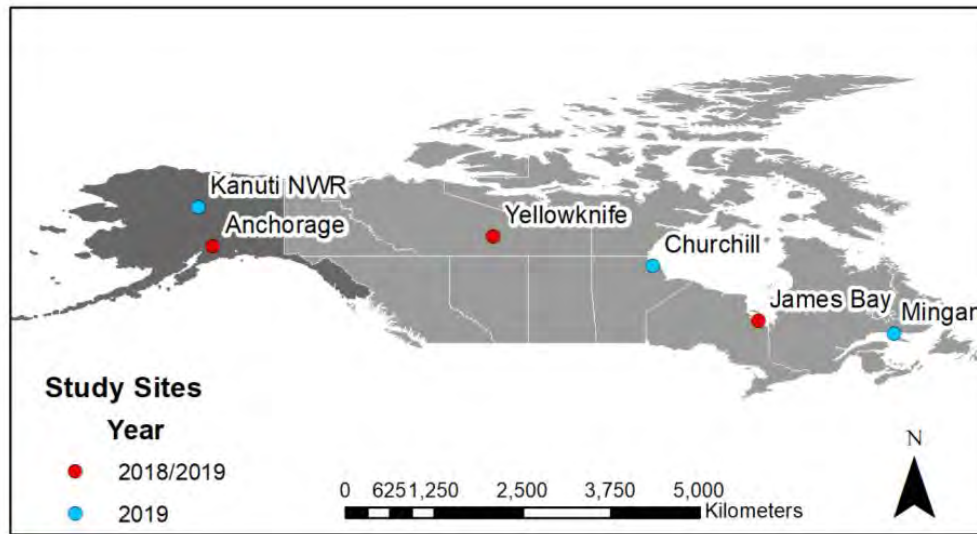 Kanuti NWR
Anchorage
Yellowknife
Churchill
James Bay
Mingan
Study Sites
Year
2018/2019
2019
N
0 625 1,250 2,500 3,750 5,000
Kilometers